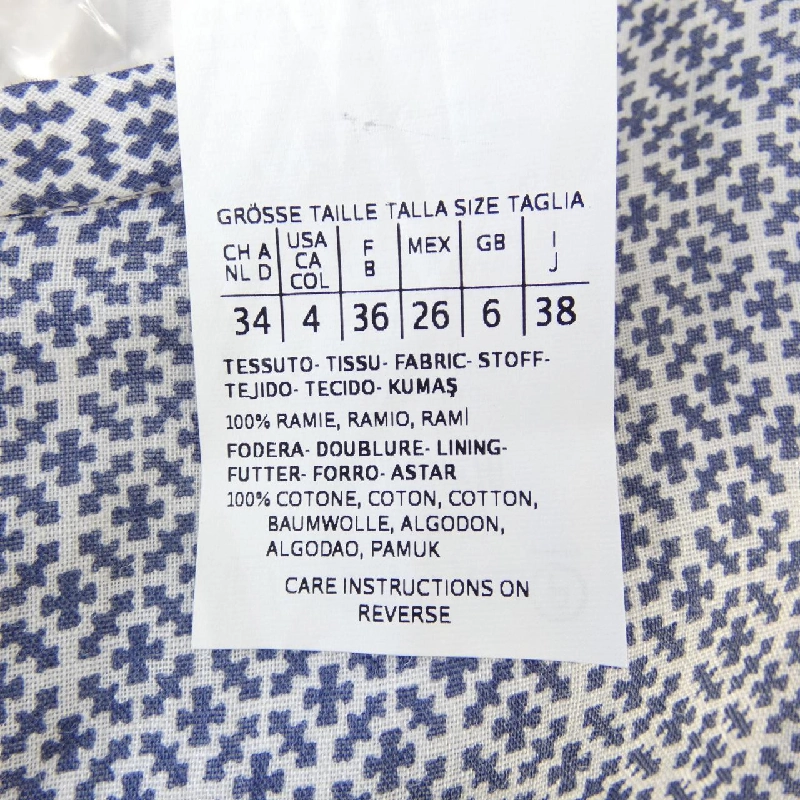 GRÖSSE TAILLE TALLA SIZE TAGLIA
CH A NL D | USA CA COL | F B | MEX | GB | I J
34 | 4 | 36 | 26 | 6 | 38
TESSUTO- TISSU- FABRIC- STOFF-
TEJIDO- TECIDO- KUMAŞ
100% RAMIE, RAMIO, RAMİ
FODERA- DOUBLURE- LINING-
FUTTER- FORRO- ASTAR
100% COTONE, COTON, COTTON,
BAUMWOLLE, ALGODON,
ALGODAO, PAMUK
CARE INSTRUCTIONS ON
REVERSE